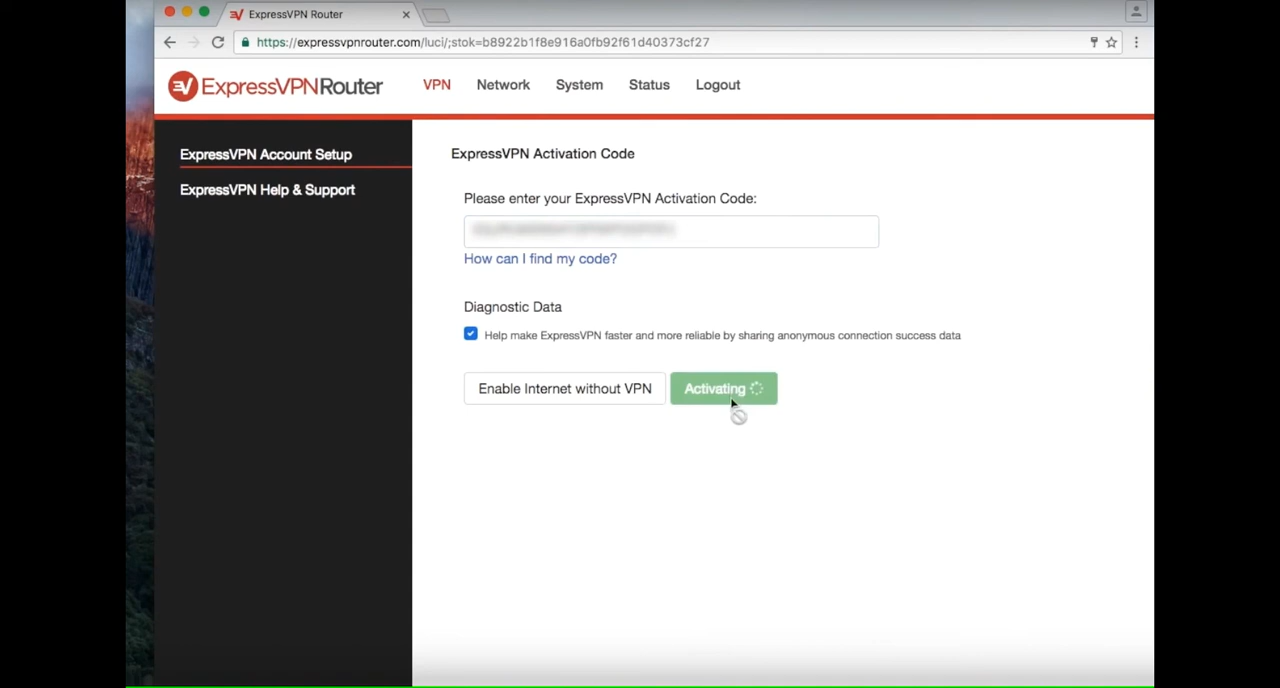 ExpressVPN Router
https://expressvpnrouter.com/luci/;stok=b8922b1f8e916a0fb92f61d40373cf27
ExpressVPNRouter VPN Network System Status Logout
ExpressVPN Account Setup
ExpressVPN Help & Support
ExpressVPN Activation Code
Please enter your ExpressVPN Activation Code:
How can I find my code?
Diagnostic Data
Help make ExpressVPN faster and more reliable by sharing anonymous connection success data
Enable Internet without VPN
Activating